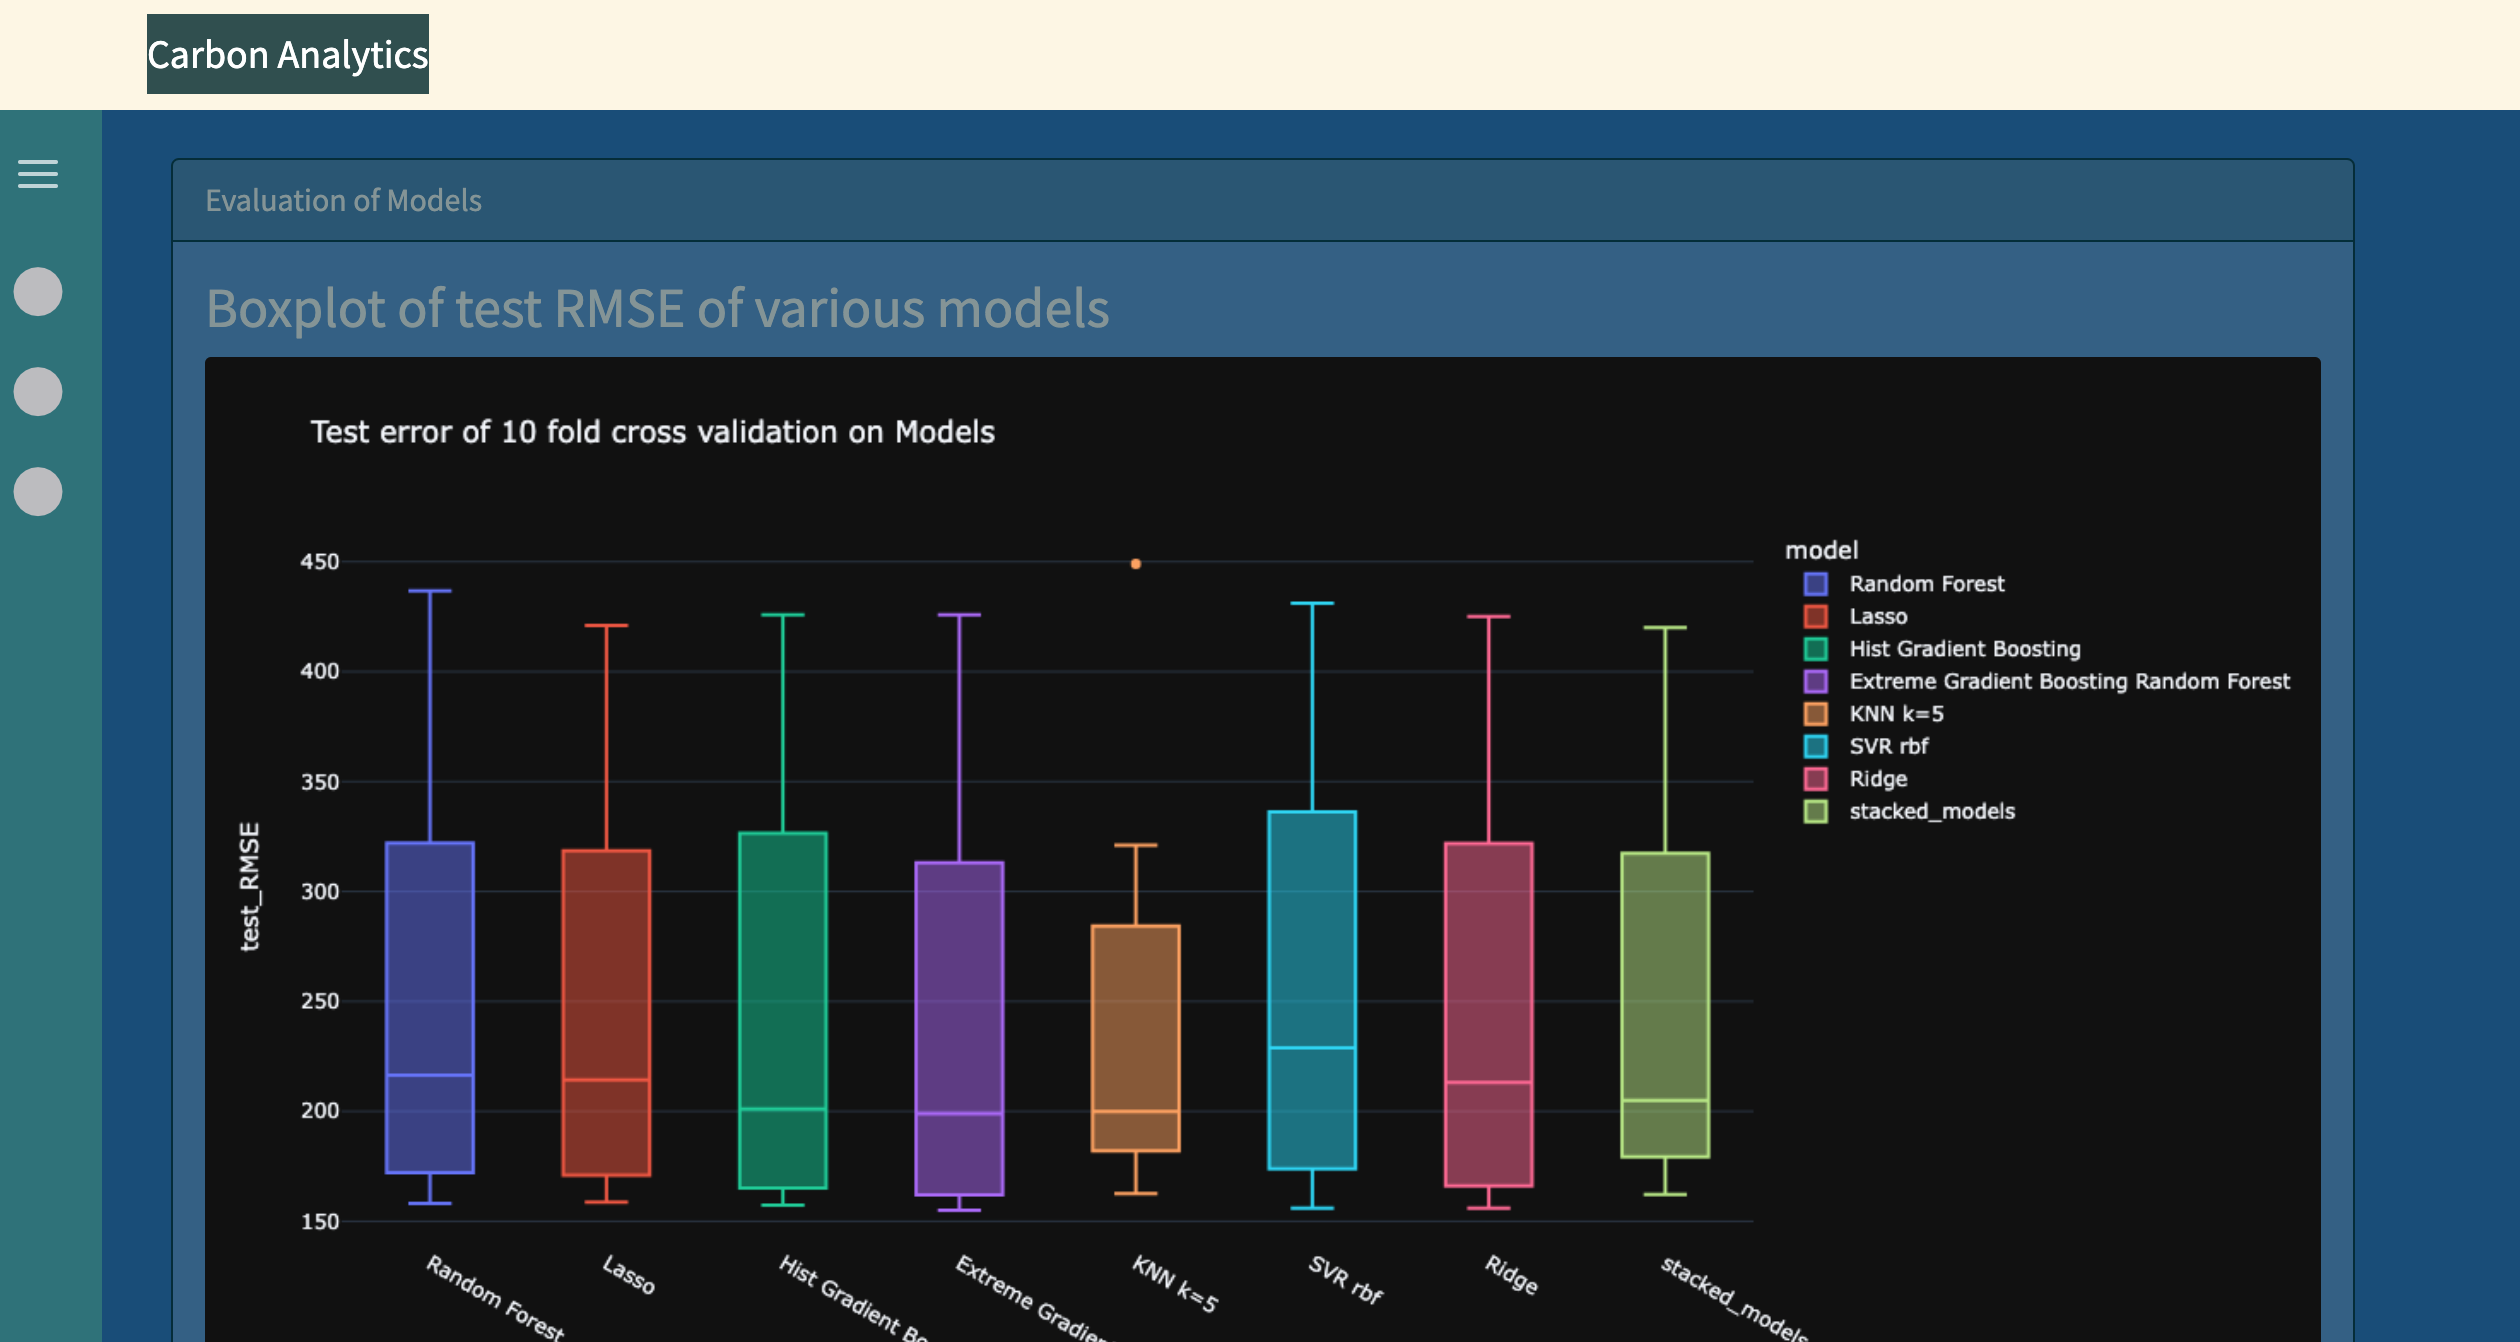 Carbon Analytics
Evaluation of Models
Boxplot of test RMSE of various models
Test error of 10 fold cross validation on Models
450
400
350
300
250
200
150
test_RMSE
model
Random Forest
Lasso
Hist Gradient Boosting
Extreme Gradient Boosting Random Forest
KNN k=5
SVR rbf
Ridge
stacked_models
Random Forest
Lasso
Hist Gradient Bo
Extreme Gradien
KNN k=5
SVR rbf
Ridge
stacked_models